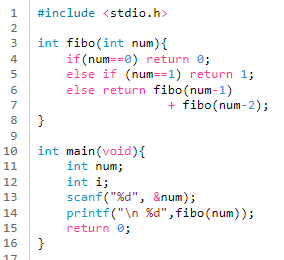 1 #include <stdio.h>
2
3 int fibo(int num){
4     if(num==0) return 0;
5     else if (num==1) return 1;
6     else return fibo(num-1)
7                   + fibo(num-2);
8 }
9
10 int main(void){
11     int num;
12     int i;
13     scanf("%d", &num);
14     printf("\n %d",fibo(num));
15     return 0;
16 }
17